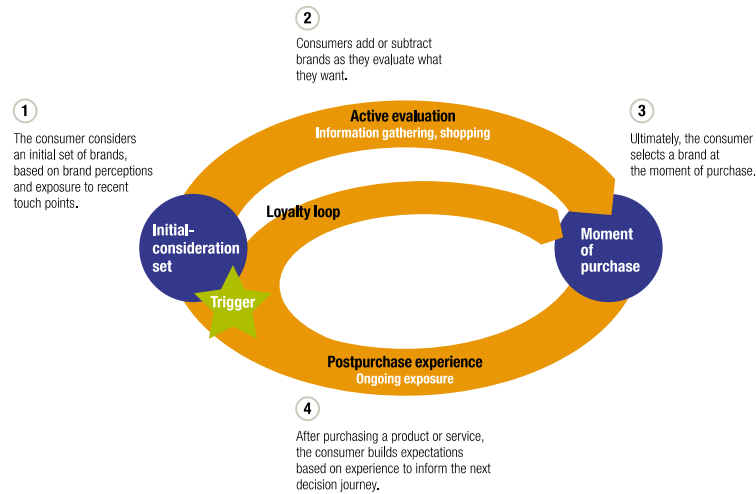 1
The consumer considers
an initial set of brands,
based on brand perceptions
and exposure to recent
touch points.
2
Consumers add or subtract
brands as they evaluate what
they want.
3
Ultimately, the consumer
selects a brand at
the moment of purchase.
Active evaluation
Information gathering, shopping
Loyalty loop
Initial-
consideration
set
Trigger
Moment
of
purchase
Postpurchase experience
Ongoing exposure
4
After purchasing a product or service,
the consumer builds expectations
based on experience to inform the next
decision journey.